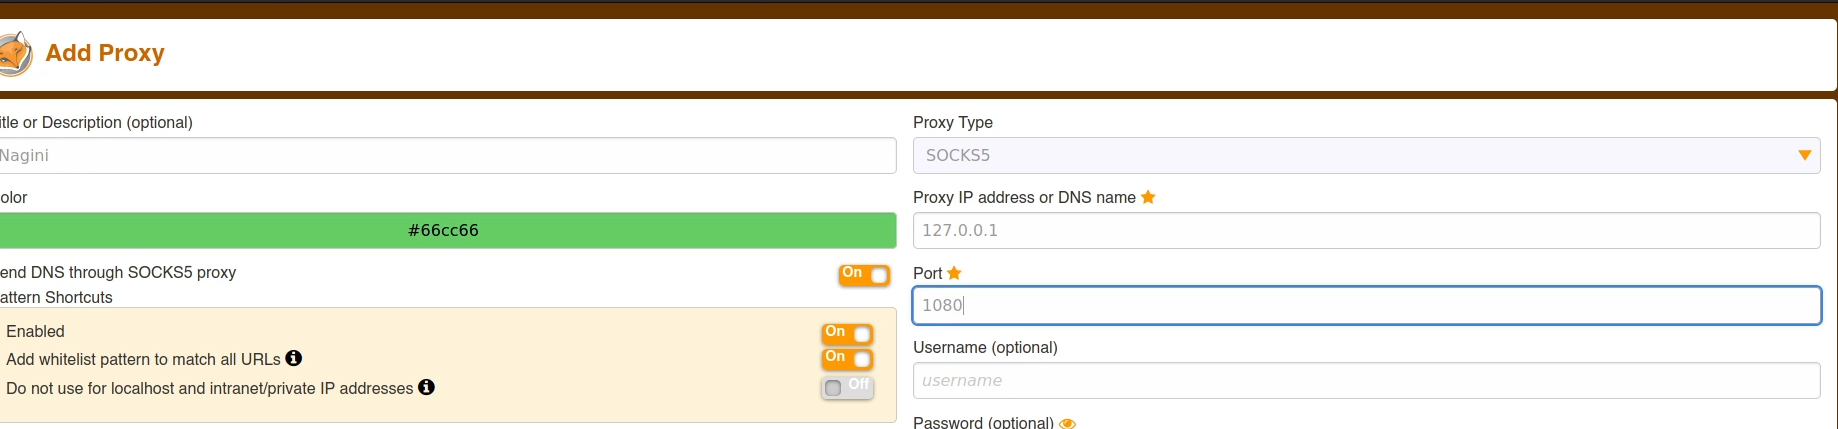 Add Proxy
itle or Description (optional)
Nagini
olor
#66cc66
end DNS through SOCKS5 proxy
On
attern Shortcuts
Enabled
On
Add whitelist pattern to match all URLs
On
Do not use for localhost and intranet/private IP addresses
Off
Proxy Type
SOCKS5
Proxy IP address or DNS name
127.0.0.1
Port
1080
Username (optional)
username
Password (optional)